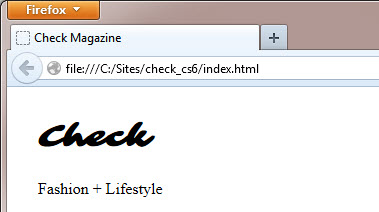 Firefox
Check Magazine
file:///C:/Sites/check_cs6/index.html
Check
Fashion + Lifestyle